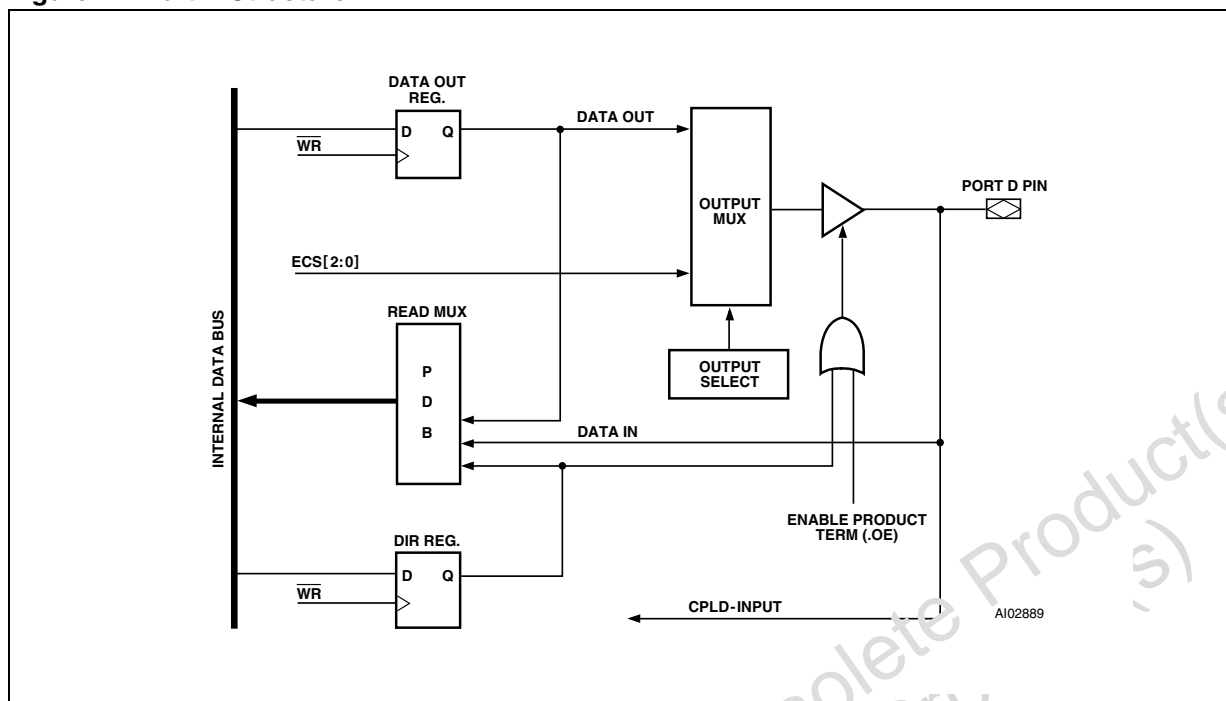 DATA OUT
REG.
D Q
WR
DATA OUT
OUTPUT
MUX
PORT D PIN
ECS[2:0]
READ MUX
P
D
B
OUTPUT
SELECT
INTERNAL DATA BUS
DATA IN
ENABLE PRODUCT
TERM (.OE)
DIR REG.
D Q
WR
CPLD-INPUT
AI02889